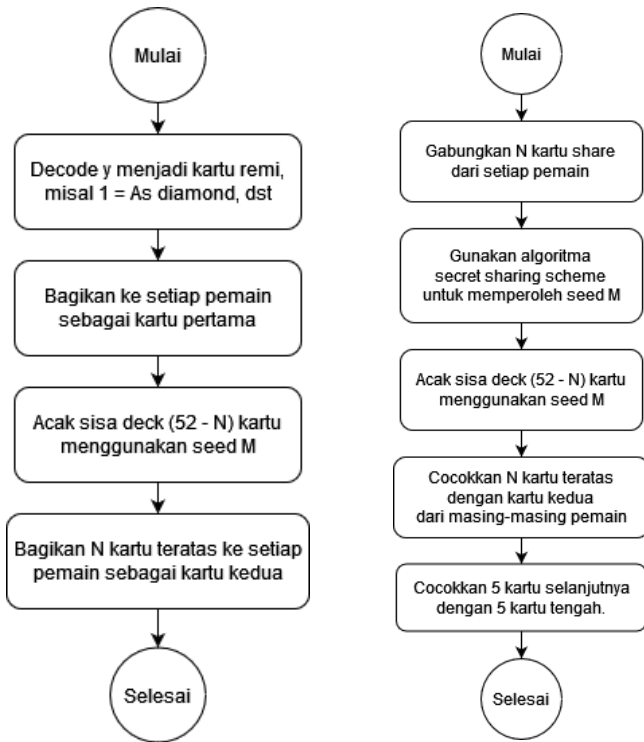 Mulai
Decode y menjadi kartu remi,
misal 1 = As diamond, dst
Bagikan ke setiap pemain
sebagai kartu pertama
Acak sisa deck (52 - N) kartu
menggunakan seed M
Bagikan N kartu teratas ke setiap
pemain sebagai kartu kedua
Selesai
Mulai
Gabungkan N kartu share
dari setiap pemain
Gunakan algoritma
secret sharing scheme
untuk memperoleh seed M
Acak sisa deck (52 - N) kartu
menggunakan seed M
Cocokkan N kartu teratas
dengan kartu kedua
dari masing-masing pemain
Cocokkan 5 kartu selanjutnya
dengan 5 kartu tengah.
Selesai